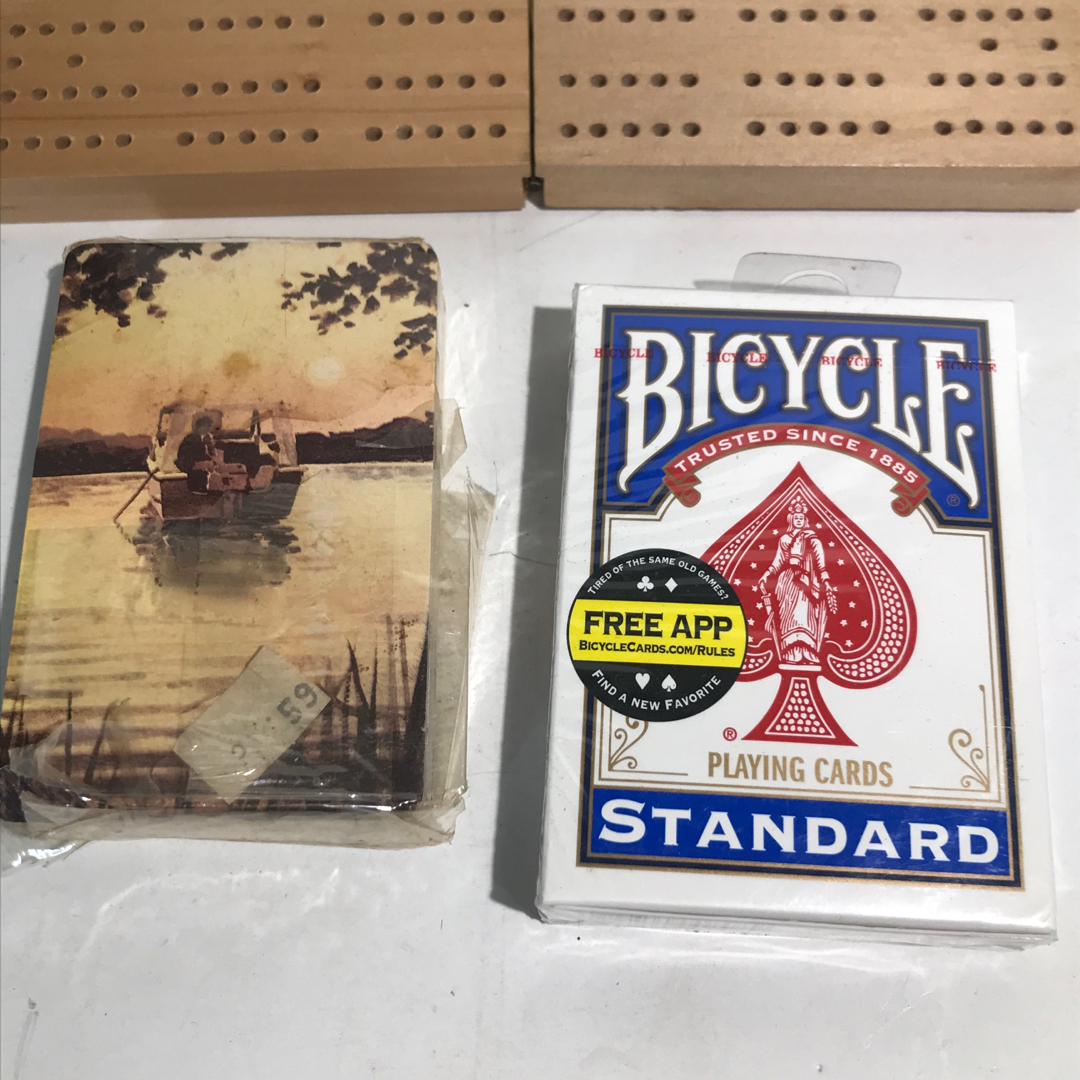 BICYCLE
BICYCLE BICYCLE BICYCLE BICYCLE
TRUSTED SINCE 1885
®
TIRED OF THE SAME OLD GAMES?
FREE APP
BICYCLECARDS.COM/RULES
FIND A NEW FAVORITE
®
PLAYING CARDS
STANDARD
59